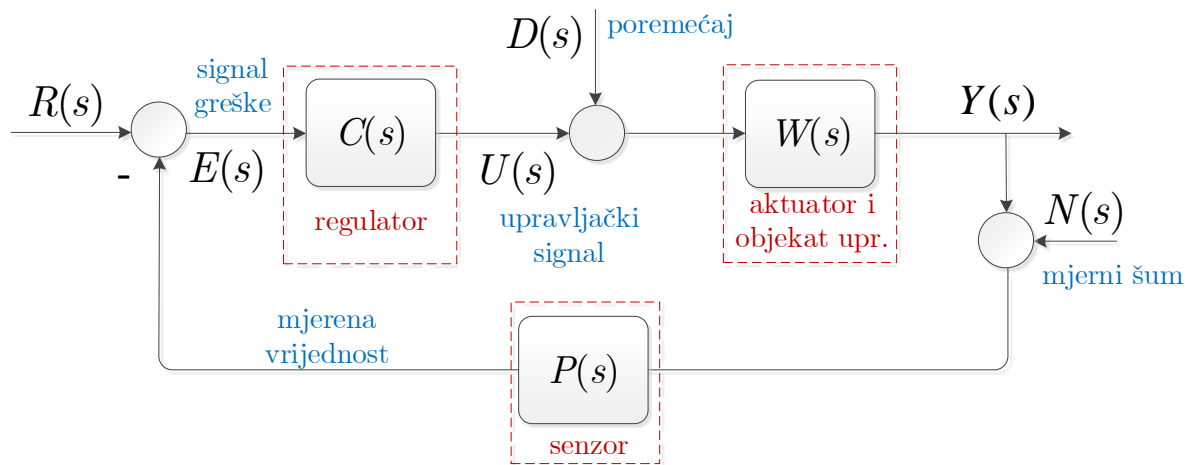 D(s)
poremećaj
signal
greške
R(s)
C(s)
W(s)
Y(s)
-
E(s)
U(s)
regulator
upravljački
signal
aktuator i
objekat upr.
N(s)
mjerni šum
mjerena
vrijednost
P(s)
senzor